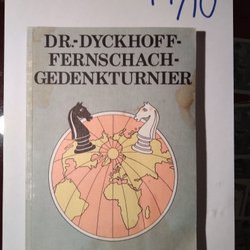 DR.-DYCKHOFF-
FERNSCHACH-
GEDENKTURNIER